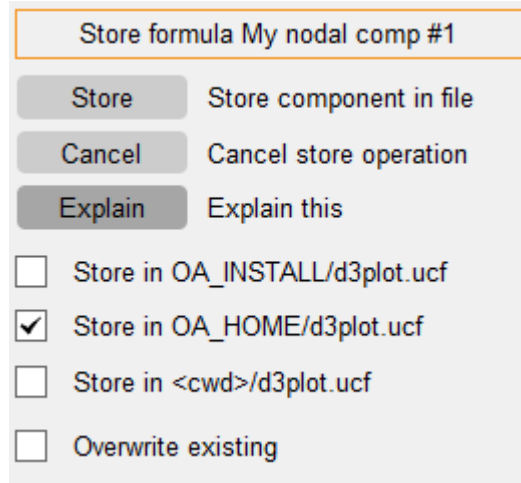 Store formula My nodal comp #1
Store Store component in file
Cancel Cancel store operation
Explain Explain this
Store in OA_INSTALL/d3plot.ucf
Store in OA_HOME/d3plot.ucf
Store in <cwd>/d3plot.ucf
Overwrite existing